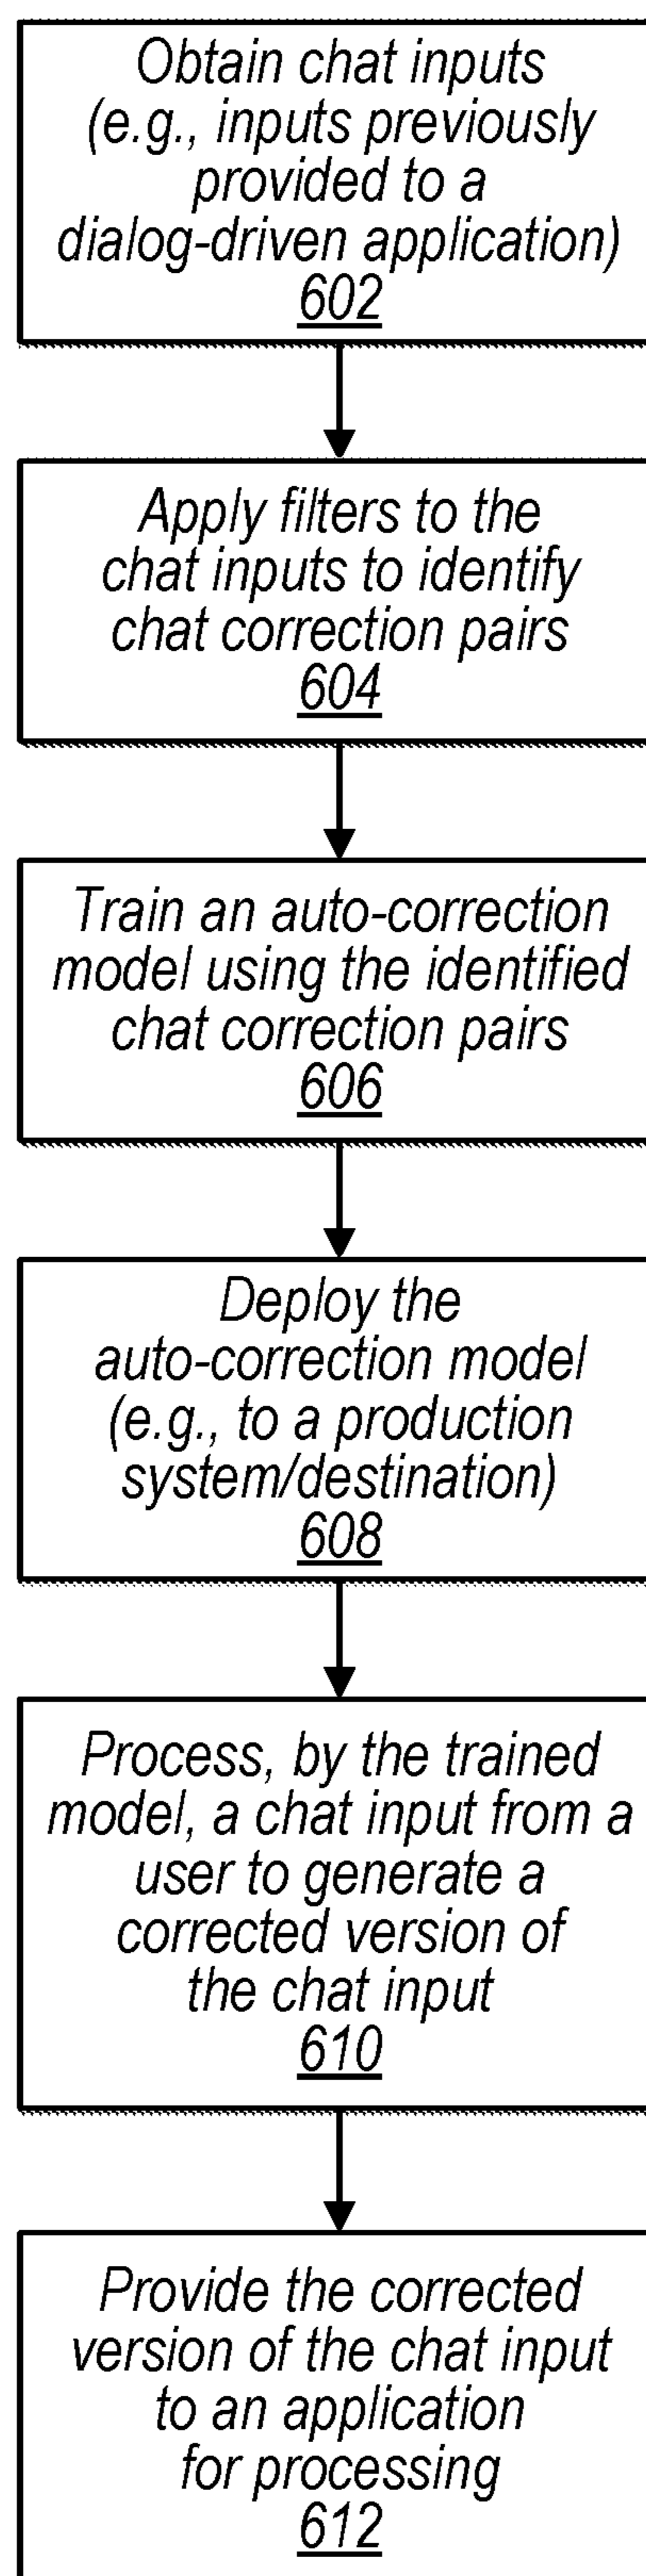 Obtain chat inputs
(e.g., inputs previously
provided to a
dialog-driven application)
602
Apply filters to the
chat inputs to identify
chat correction pairs
604
Train an auto-correction
model using the identified
chat correction pairs
606
Deploy the
auto-correction model
(e.g., to a production
system/destination)
608
Process, by the trained
model, a chat input from a
user to generate a
corrected version of
the chat input
610
Provide the corrected
version of the chat input
to an application
for processing
612